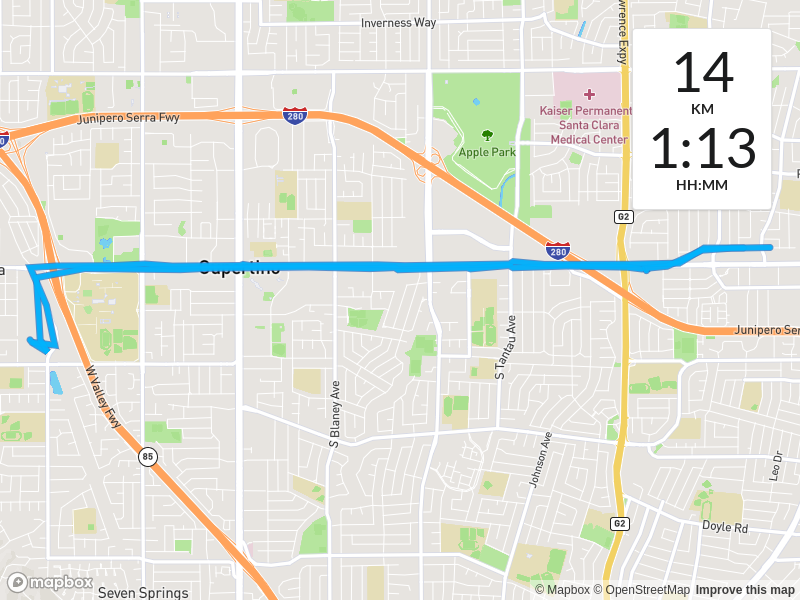 Inverness Way
wrence Expy
14
KM
1:13
HH:MM
Kaiser Permanent
Santa Clara
Medical Center
Apple Park
Junipero Serra Fwy
280
G2
280
Cupertino
Junipero Serra
S Tantau Ave
W Valley Fwy
S Blaney Ave
85
Johnson Ave
Leo Dr
G2
Doyle Rd
mapbox
Seven Springs
© Mapbox © OpenStreetMap Improve this map